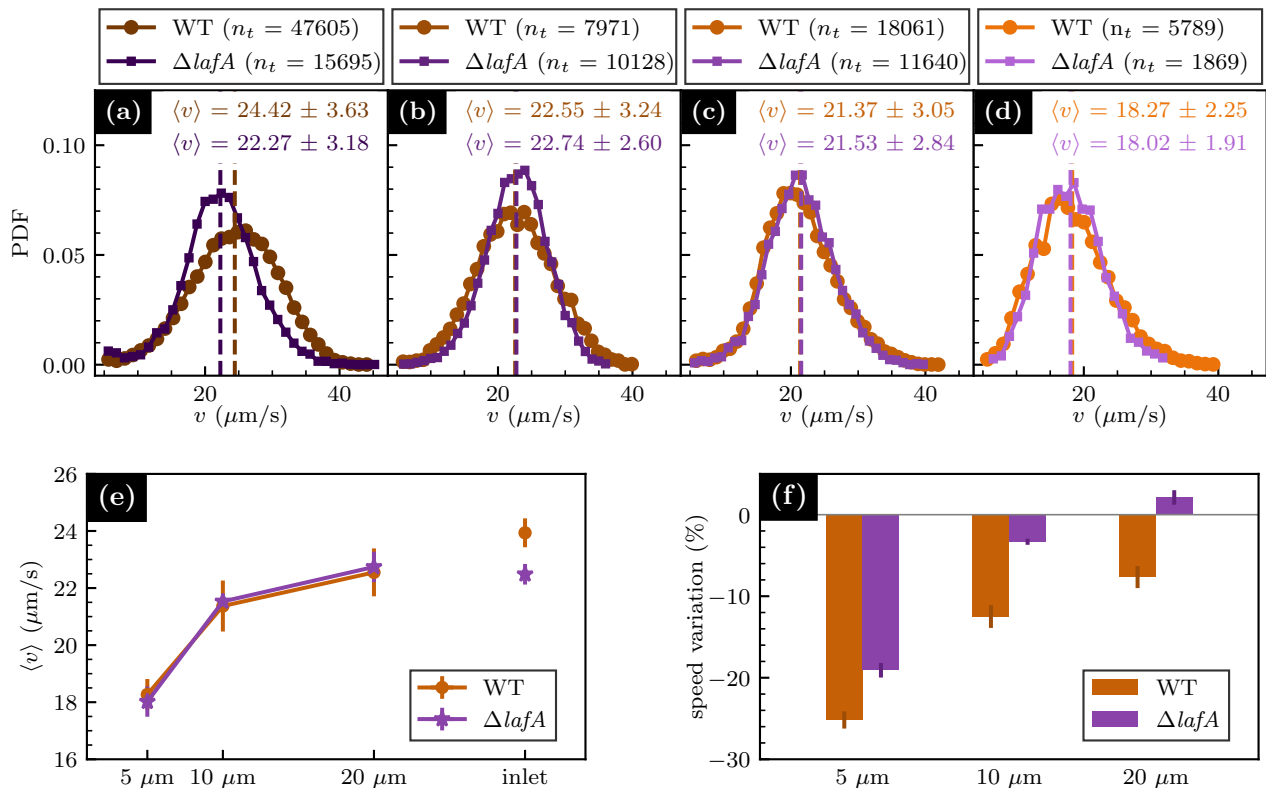 WT (n_t = 47605)
ΔlafA (n_t = 15695)
WT (n_t = 7971)
ΔlafA (n_t = 10128)
WT (n_t = 18061)
ΔlafA (n_t = 11640)
WT (n_t = 5789)
ΔlafA (n_t = 1869)
(a)
⟨v⟩ = 24.42 ± 3.63
⟨v⟩ = 22.27 ± 3.18
(b)
⟨v⟩ = 22.55 ± 3.24
⟨v⟩ = 22.74 ± 2.60
(c)
⟨v⟩ = 21.37 ± 3.05
⟨v⟩ = 21.53 ± 2.84
(d)
⟨v⟩ = 18.27 ± 2.25
⟨v⟩ = 18.02 ± 1.91
PDF
0.10
0.05
0.00
20 40
v (μm/s)
20 40
v (μm/s)
20 40
v (μm/s)
20 40
v (μm/s)
(e)
⟨v⟩ (μm/s)
26
24
22
20
18
16
5 μm 10 μm 20 μm inlet
WT
ΔlafA
(f)
speed variation (%)
0
−10
−20
−30
5 μm 10 μm 20 μm
WT
ΔlafA